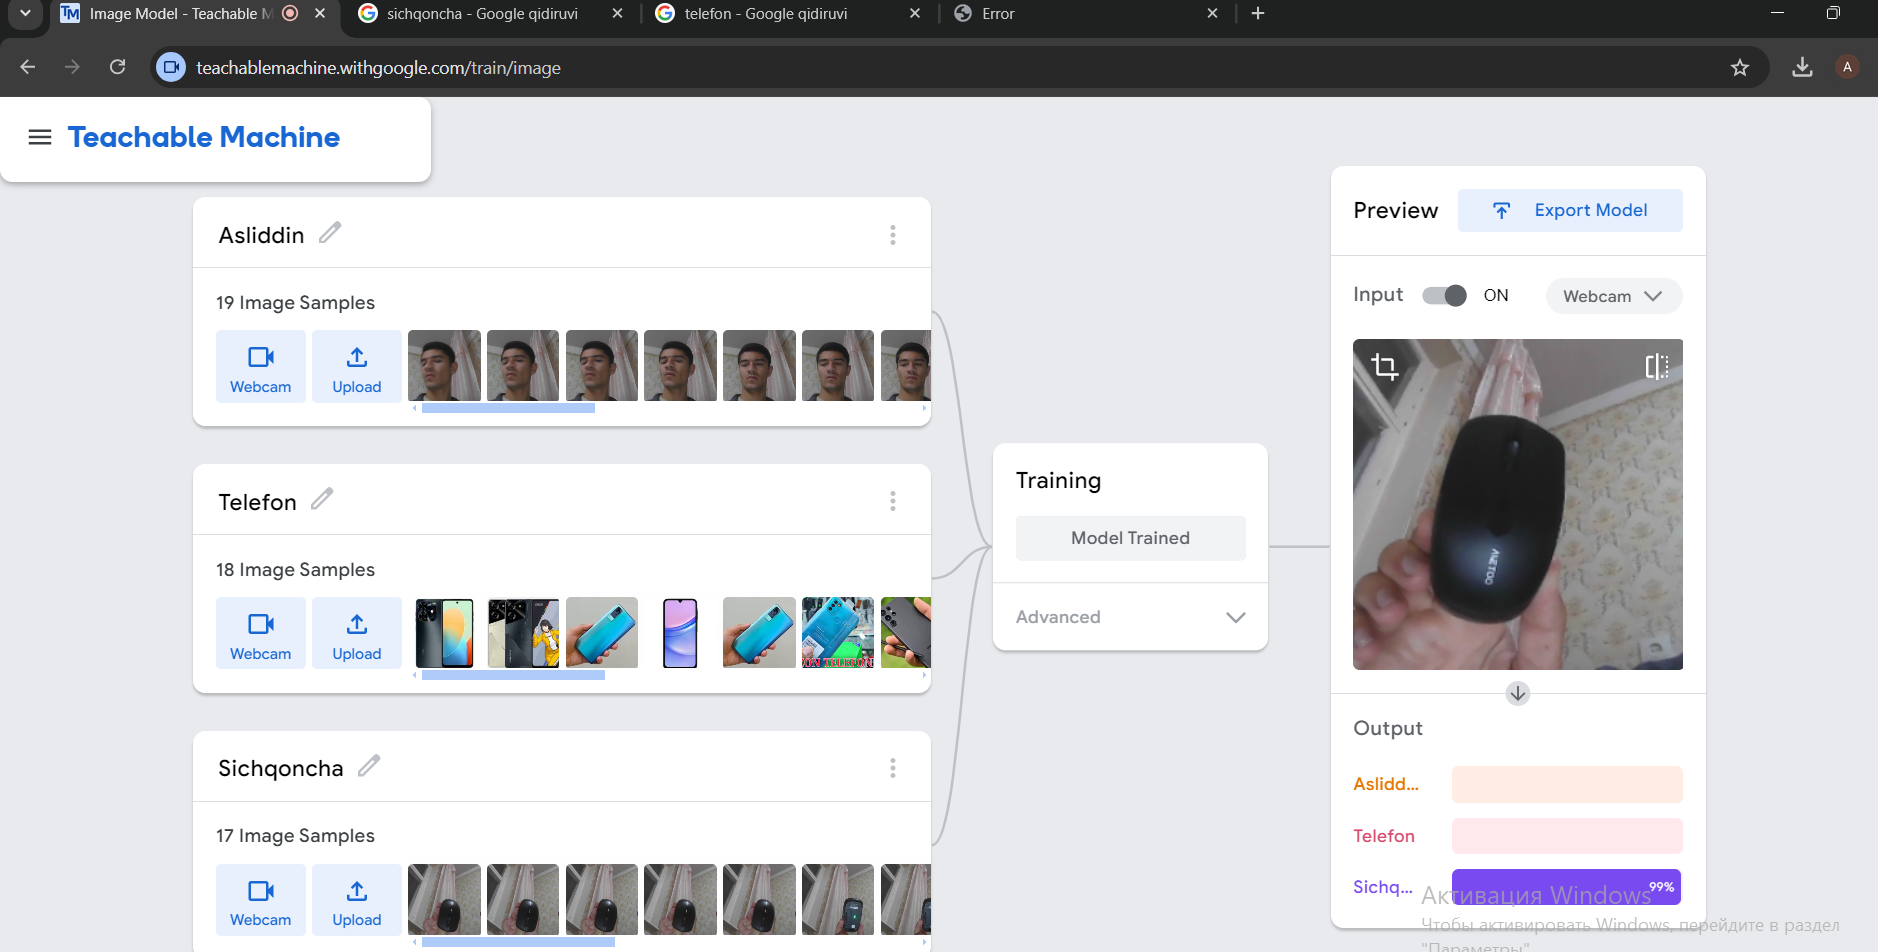 Image Model - Teachable M
sichqoncha - Google qidiruvi
telefon - Google qidiruvi
Error
teachablemachine.withgoogle.com/train/image
A
Teachable Machine
Asliddin
19 Image Samples
Webcam
Upload
Telefon
18 Image Samples
Webcam
Upload
Sichqoncha
17 Image Samples
Webcam
Upload
Training
Model Trained
Advanced
Preview
Export Model
Input
ON
Webcam
Output
Aslidd...
Telefon
Sichq...
99%
Активация Windows
Чтобы активировать Windows, перейдите в раздел
"Параметры"